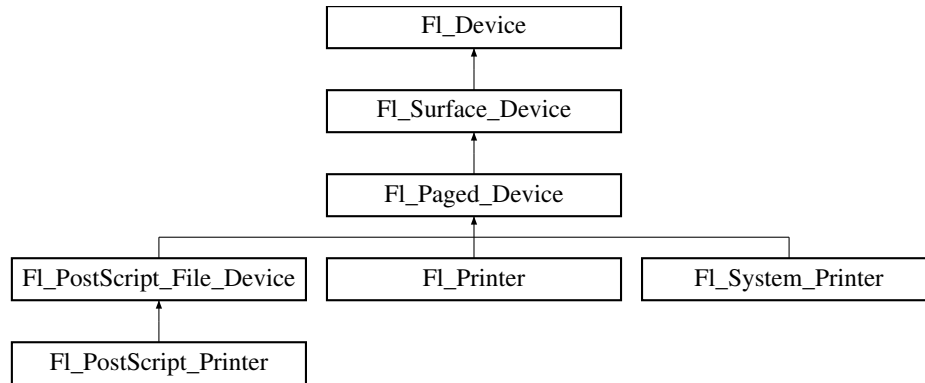 Fl_Device
Fl_Surface_Device
Fl_Paged_Device
Fl_PostScript_File_Device
Fl_Printer
Fl_System_Printer
Fl_PostScript_Printer